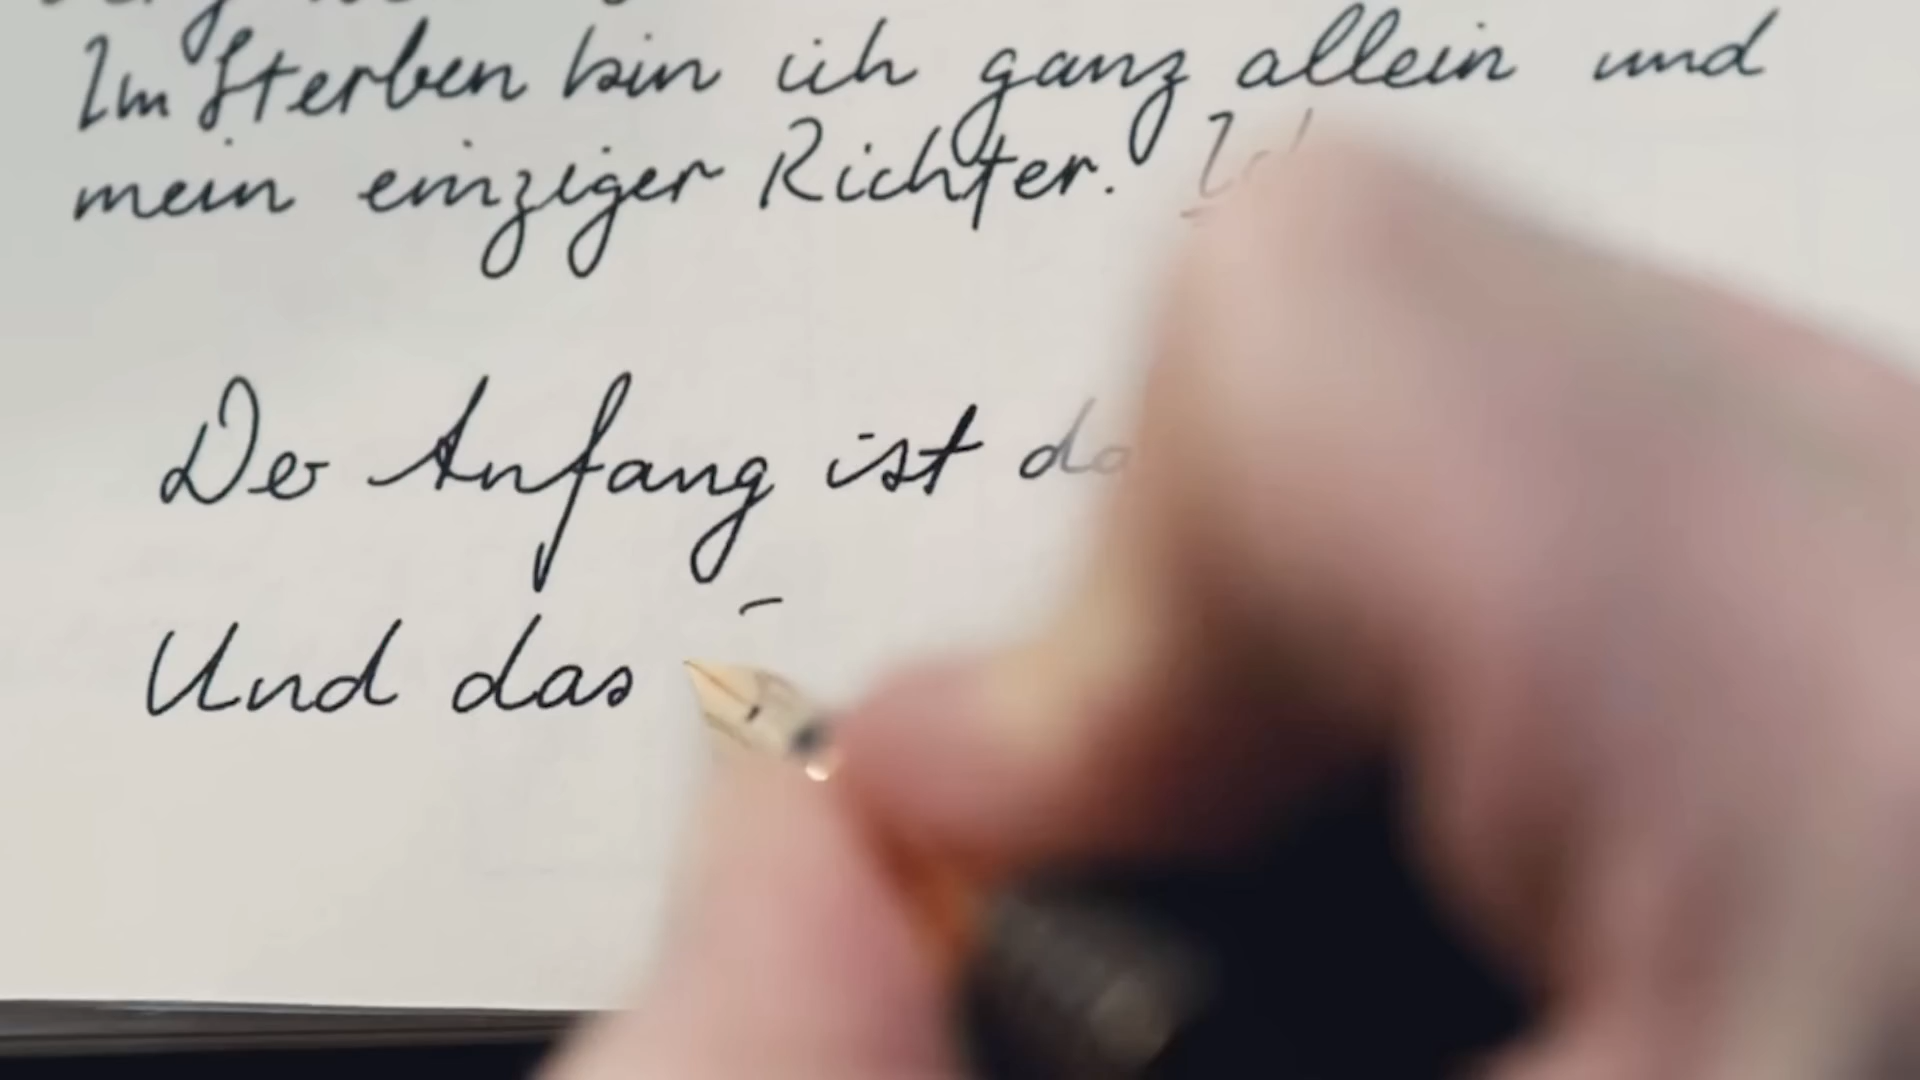 Im Sterben bin ich ganz allein und
mein einziger Richter.
Der Anfang ist
Und das